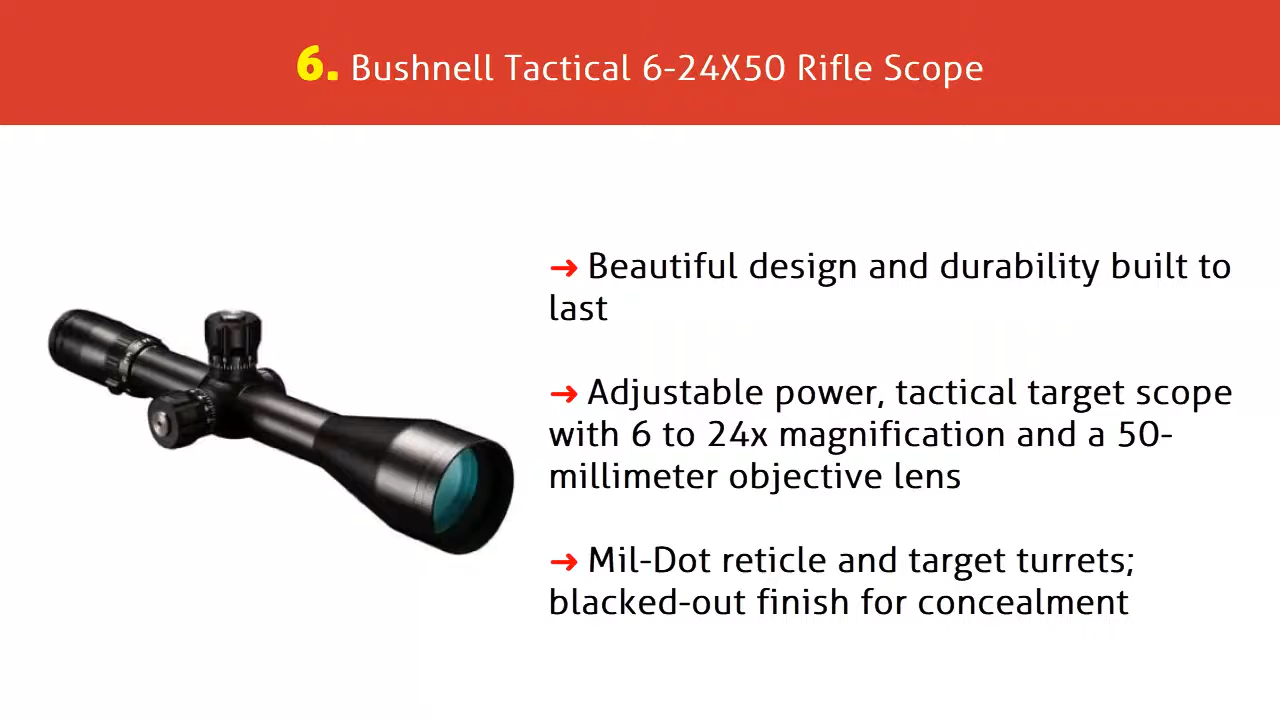 6. Bushnell Tactical 6-24X50 Rifle Scope
➜ Beautiful design and durability built to
last
➜ Adjustable power, tactical target scope
with 6 to 24x magnification and a 50-
millimeter objective lens
➜ Mil-Dot reticle and target turrets;
blacked-out finish for concealment